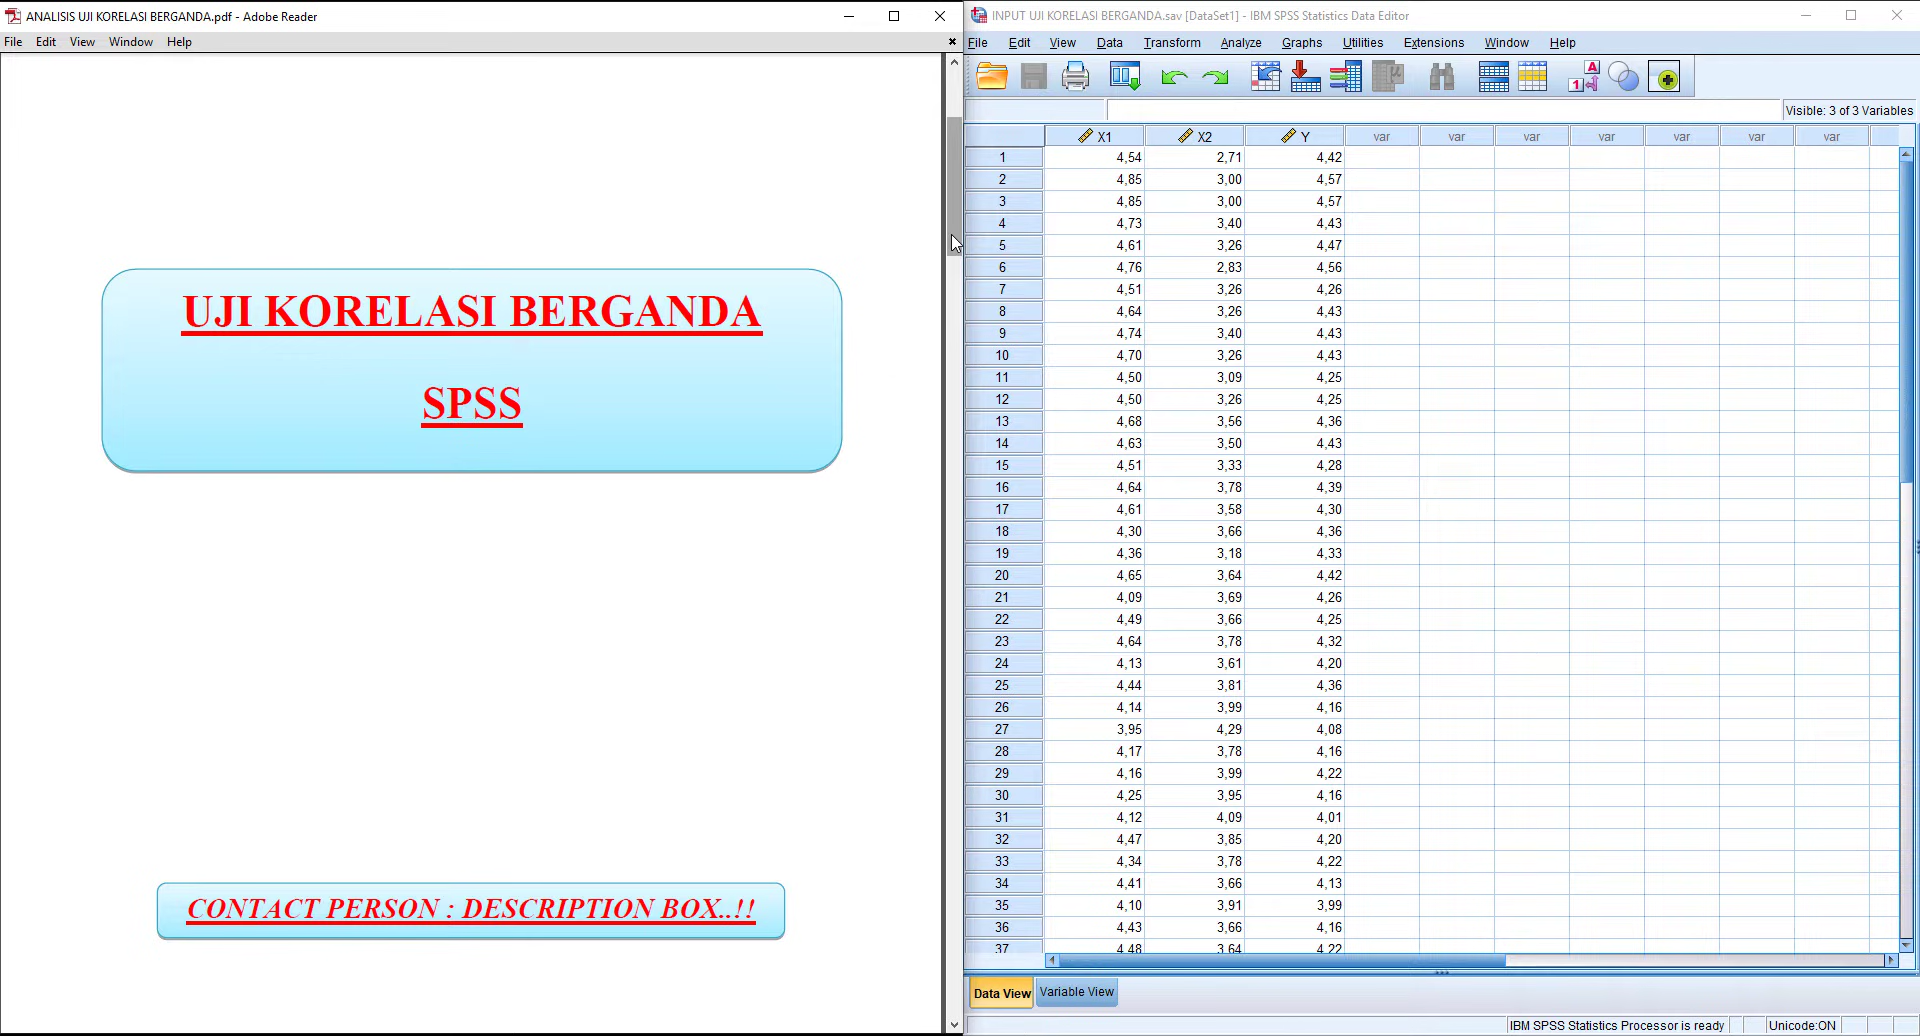 ANALISIS UJI KORELASI BERGANDA.pdf - Adobe Reader
File Edit View Window Help
UJI KORELASI BERGANDA
SPSS
CONTACT PERSON : DESCRIPTION BOX..!!
INPUT UJI KORELASI BERGANDA.sav [DataSet1] - IBM SPSS Statistics Data Editor
File Edit View Data Transform Analyze Graphs Utilities Extensions Window Help
Visible: 3 of 3 Variables
X1 X2 Y var var var var var var var
1 4,54 2,71 4,42
2 4,85 3,00 4,57
3 4,85 3,00 4,57
4 4,73 3,40 4,43
5 4,61 3,26 4,47
6 4,76 2,83 4,56
7 4,51 3,26 4,26
8 4,64 3,26 4,43
9 4,74 3,40 4,43
10 4,70 3,26 4,43
11 4,50 3,09 4,25
12 4,50 3,26 4,25
13 4,68 3,56 4,36
14 4,63 3,50 4,43
15 4,51 3,33 4,28
16 4,64 3,78 4,39
17 4,61 3,58 4,30
18 4,30 3,66 4,36
19 4,36 3,18 4,33
20 4,65 3,64 4,42
21 4,09 3,69 4,26
22 4,49 3,66 4,25
23 4,64 3,78 4,32
24 4,13 3,61 4,20
25 4,44 3,81 4,36
26 4,14 3,99 4,16
27 3,95 4,29 4,08
28 4,17 3,78 4,16
29 4,16 3,99 4,22
30 4,25 3,95 4,16
31 4,12 4,09 4,01
32 4,47 3,85 4,20
33 4,34 3,78 4,22
34 4,41 3,66 4,13
35 4,10 3,91 3,99
36 4,43 3,66 4,16
37 4,48 3,64 4,22
Data View Variable View
IBM SPSS Statistics Processor is ready Unicode:ON